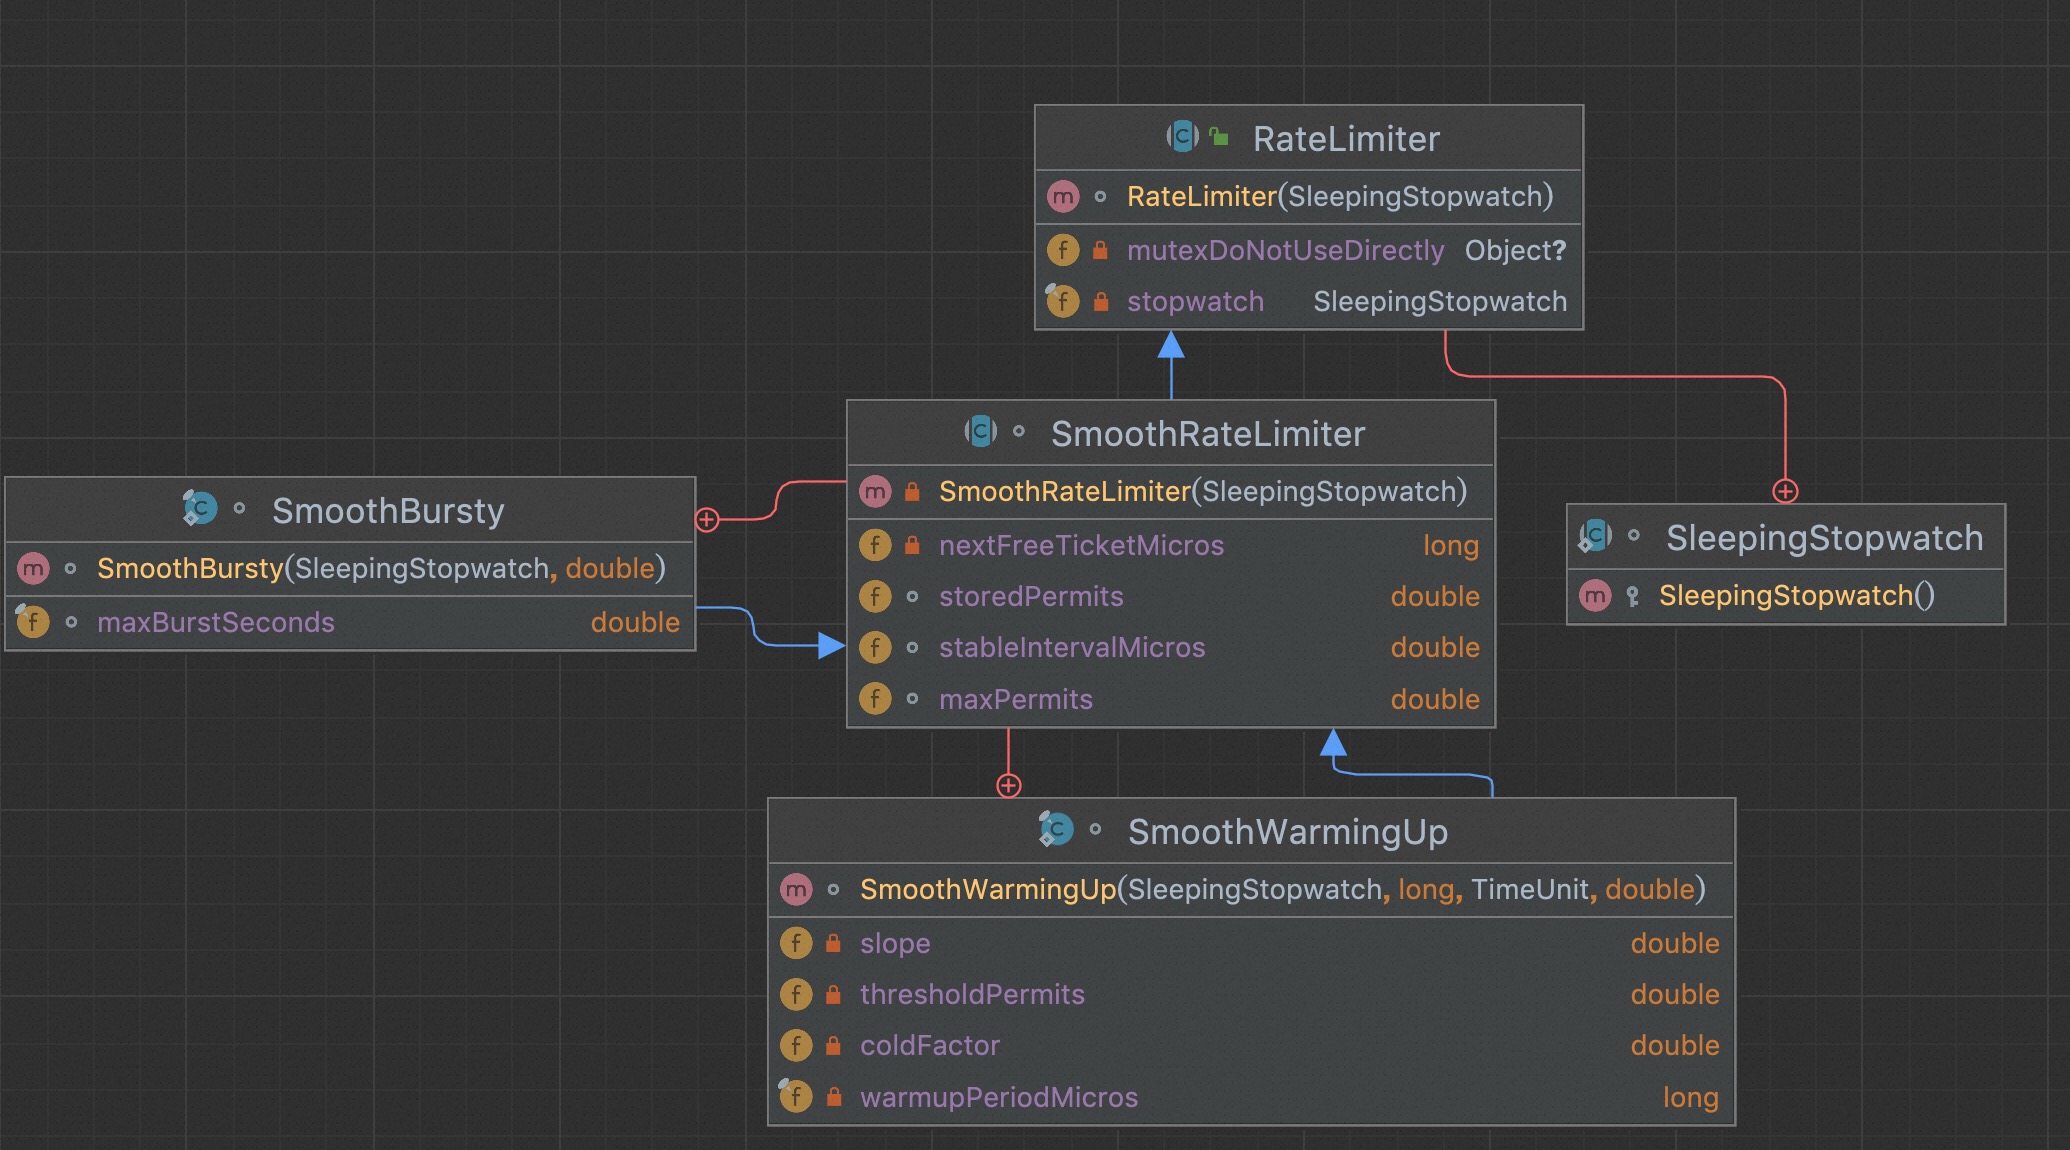 RateLimiter
RateLimiter(SleepingStopwatch)
mutexDoNotUseDirectly Object?
stopwatch SleepingStopwatch
SmoothRateLimiter
SmoothRateLimiter(SleepingStopwatch)
nextFreeTicketMicros long
storedPermits double
stableIntervalMicros double
maxPermits double
SmoothBursty
SmoothBursty(SleepingStopwatch, double)
maxBurstSeconds double
SleepingStopwatch
SleepingStopwatch()
SmoothWarmingUp
SmoothWarmingUp(SleepingStopwatch, long, TimeUnit, double)
slope double
thresholdPermits double
coldFactor double
warmupPeriodMicros long